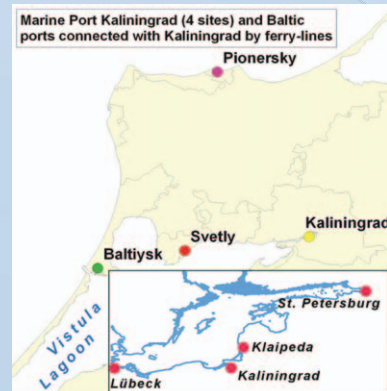 Marine Port Kaliningrad (4 sites) and Baltic
ports connected with Kaliningrad by ferry-lines
Pionersky
Kaliningrad
Svetly
Baltiysk
Vistula
Lagoon
St. Petersburg
Klaipeda
Kaliningrad
Lübeck